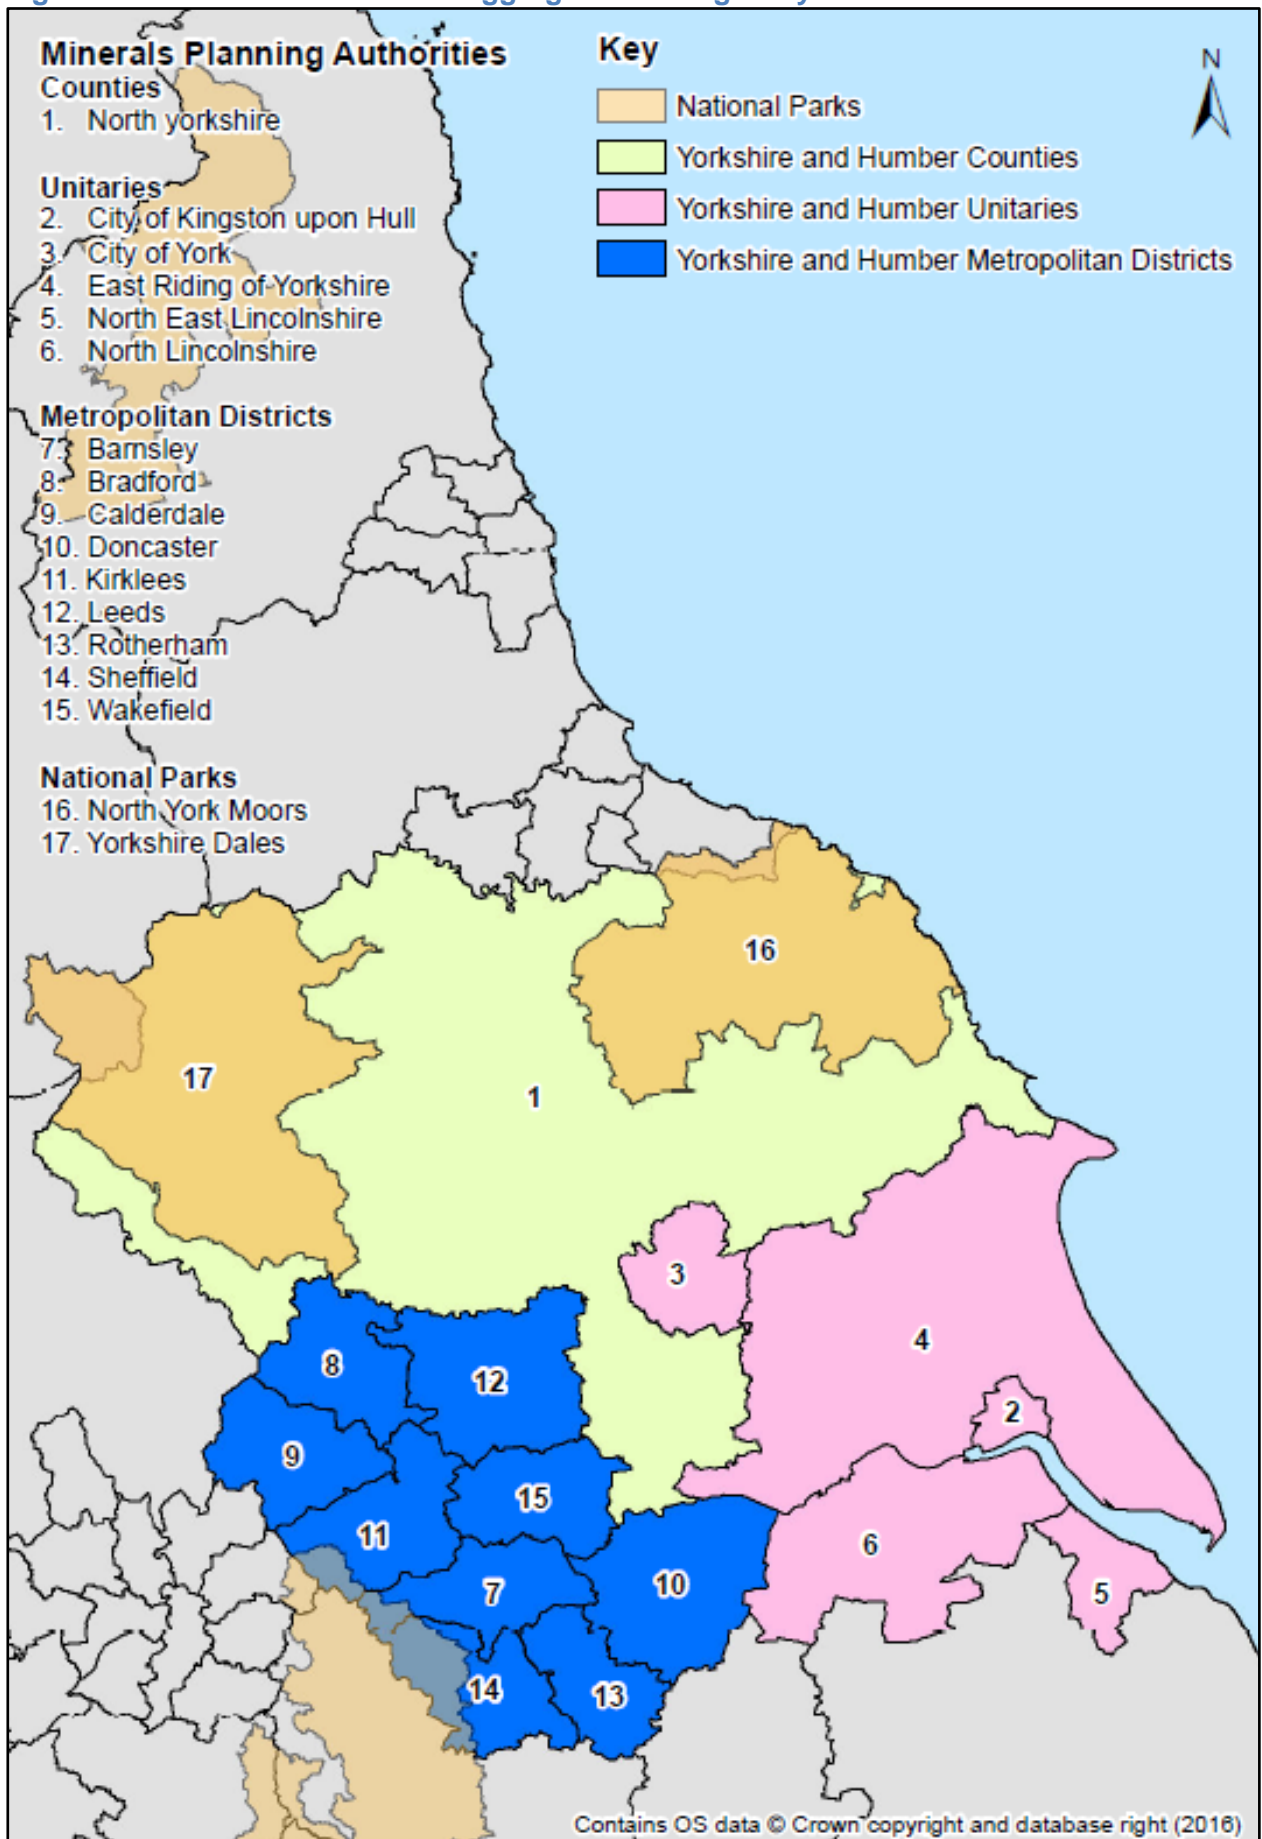 Minerals Planning Authorities
Counties
1. North yorkshire
Unitaries
2. City of Kingston upon Hull
3. City of York
4. East Riding of Yorkshire
5. North East Lincolnshire
6. North Lincolnshire
Metropolitan Districts
7. Barnsley
8. Bradford
9. Calderdale
10. Doncaster
11. Kirklees
12. Leeds
13. Rotherham
14. Sheffield
15. Wakefield
National Parks
16. North York Moors
17. Yorkshire Dales
Key
National Parks
Yorkshire and Humber Counties
Yorkshire and Humber Unitaries
Yorkshire and Humber Metropolitan Districts
N
16
17
1
3
4
8
12
2
9
15
11
6
10
7
5
14
13
Contains OS data © Crown copyright and database right (2016)